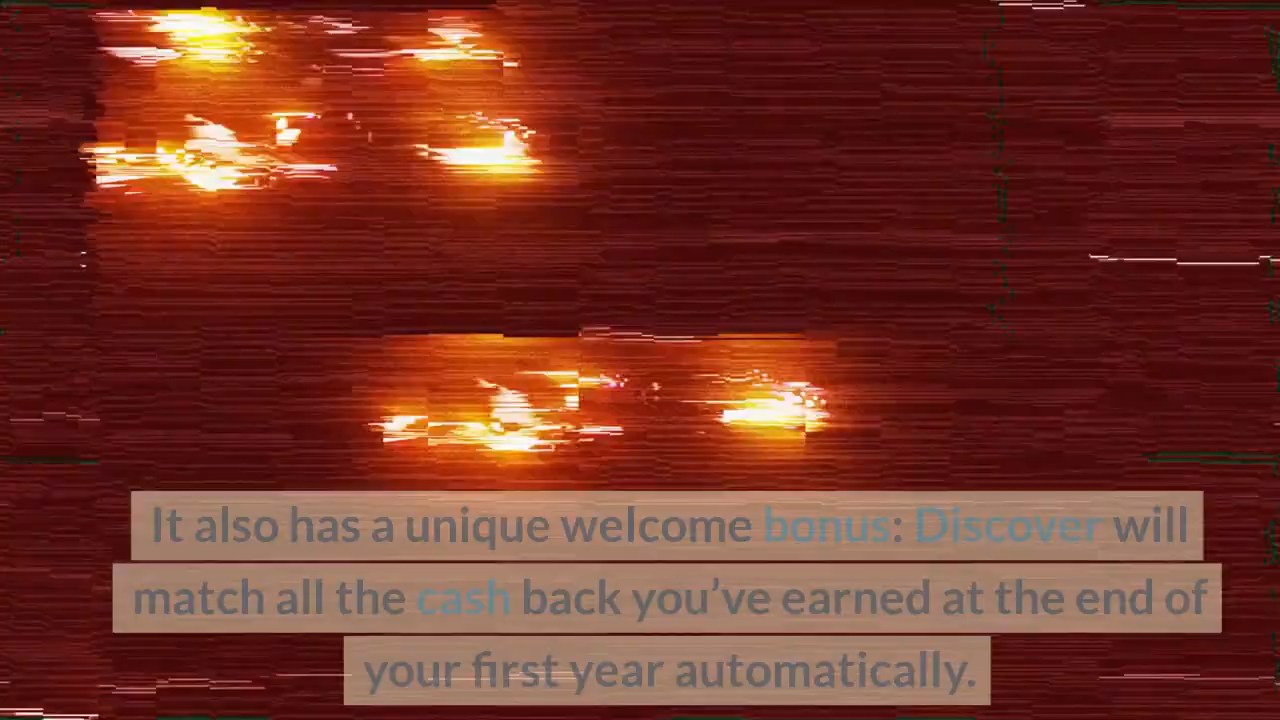 It also has a unique welcome bonus: Discover will
match all the cash back you’ve earned at the end of
your first year automatically.